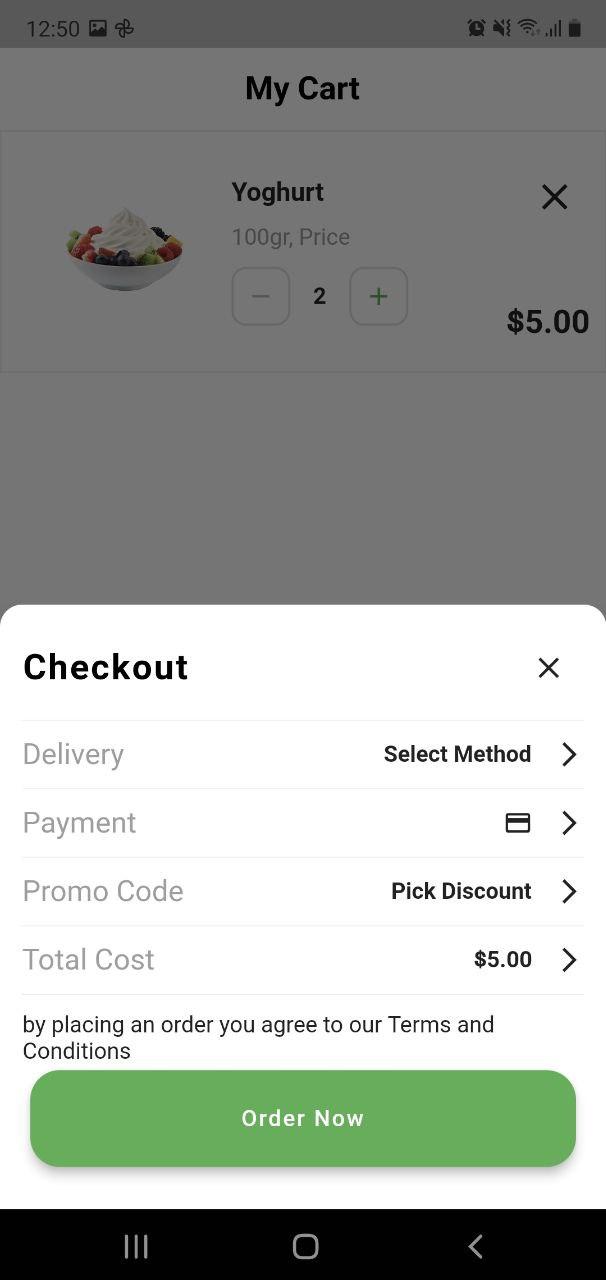 12:50
My Cart
Yoghurt
100gr, Price
2
$5.00
Checkout
Delivery Select Method
Payment
Promo Code Pick Discount
Total Cost $5.00
by placing an order you agree to our Terms and
Conditions
Order Now